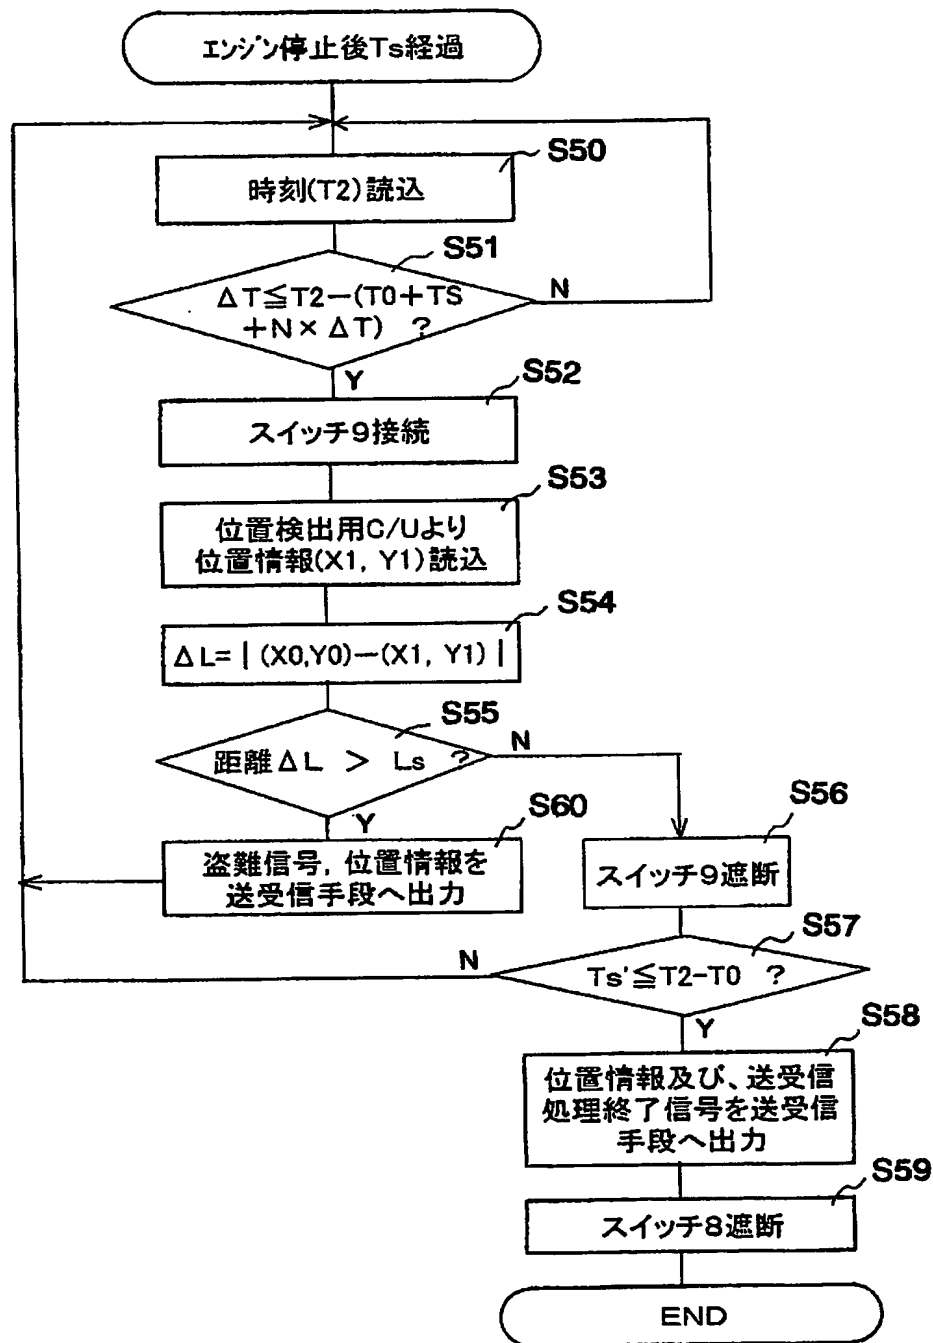 エンジン停止後Ts経過
S50
時刻(T2)読込
S51
ΔT≦T2−(T0+TS
+N×ΔT) ?
N
Y
S52
スイッチ9接続
S53
位置検出用C/Uより
位置情報(X1, Y1)読込
S54
ΔL=|(X0,Y0)−(X1, Y1)|
S55
距離ΔL > Ls ?
N
Y
S60
盗難信号, 位置情報を
送受信手段へ出力
S56
スイッチ9遮断
S57
Ts'≦T2-T0 ?
N
Y
S58
位置情報及び、送受信
処理終了信号を送受信
手段へ出力
S59
スイッチ8遮断
END